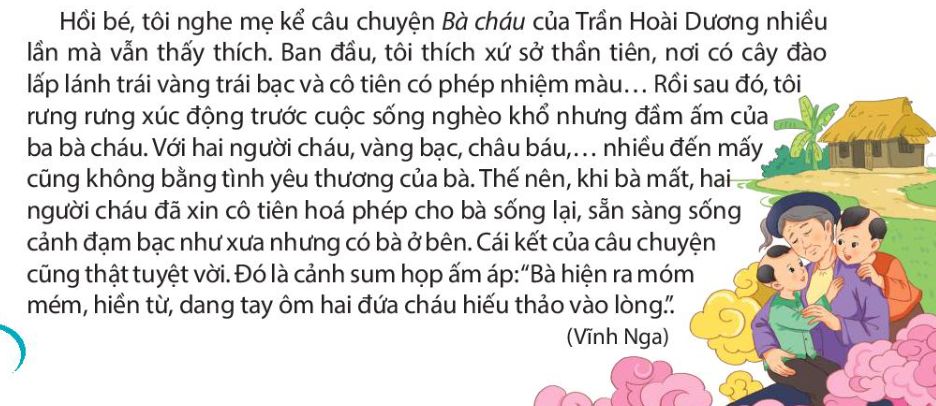 Hồi bé, tôi nghe mẹ kể câu chuyện Bà cháu của Trần Hoài Dương nhiều
lần mà vẫn thấy thích. Ban đầu, tôi thích xứ sở thần tiên, nơi có cây đào
lấp lánh trái vàng trái bạc và cô tiên có phép nhiệm màu... Rồi sau đó, tôi
rưng rưng xúc động trước cuộc sống nghèo khổ nhưng đầm ấm của
ba bà cháu. Với hai người cháu, vàng bạc, châu báu,... nhiều đến mấy
cũng không bằng tình yêu thương của bà. Thế nên, khi bà mất, hai
người cháu đã xin cô tiên hoá phép cho bà sống lại, sẵn sàng sống
cảnh đạm bạc như xưa nhưng có bà ở bên. Cái kết của câu chuyện
cũng thật tuyệt vời. Đó là cảnh sum họp ấm áp:“Bà hiện ra móm
mém, hiền từ, dang tay ôm hai đứa cháu hiếu thảo vào lòng.”.
(Vĩnh Nga)